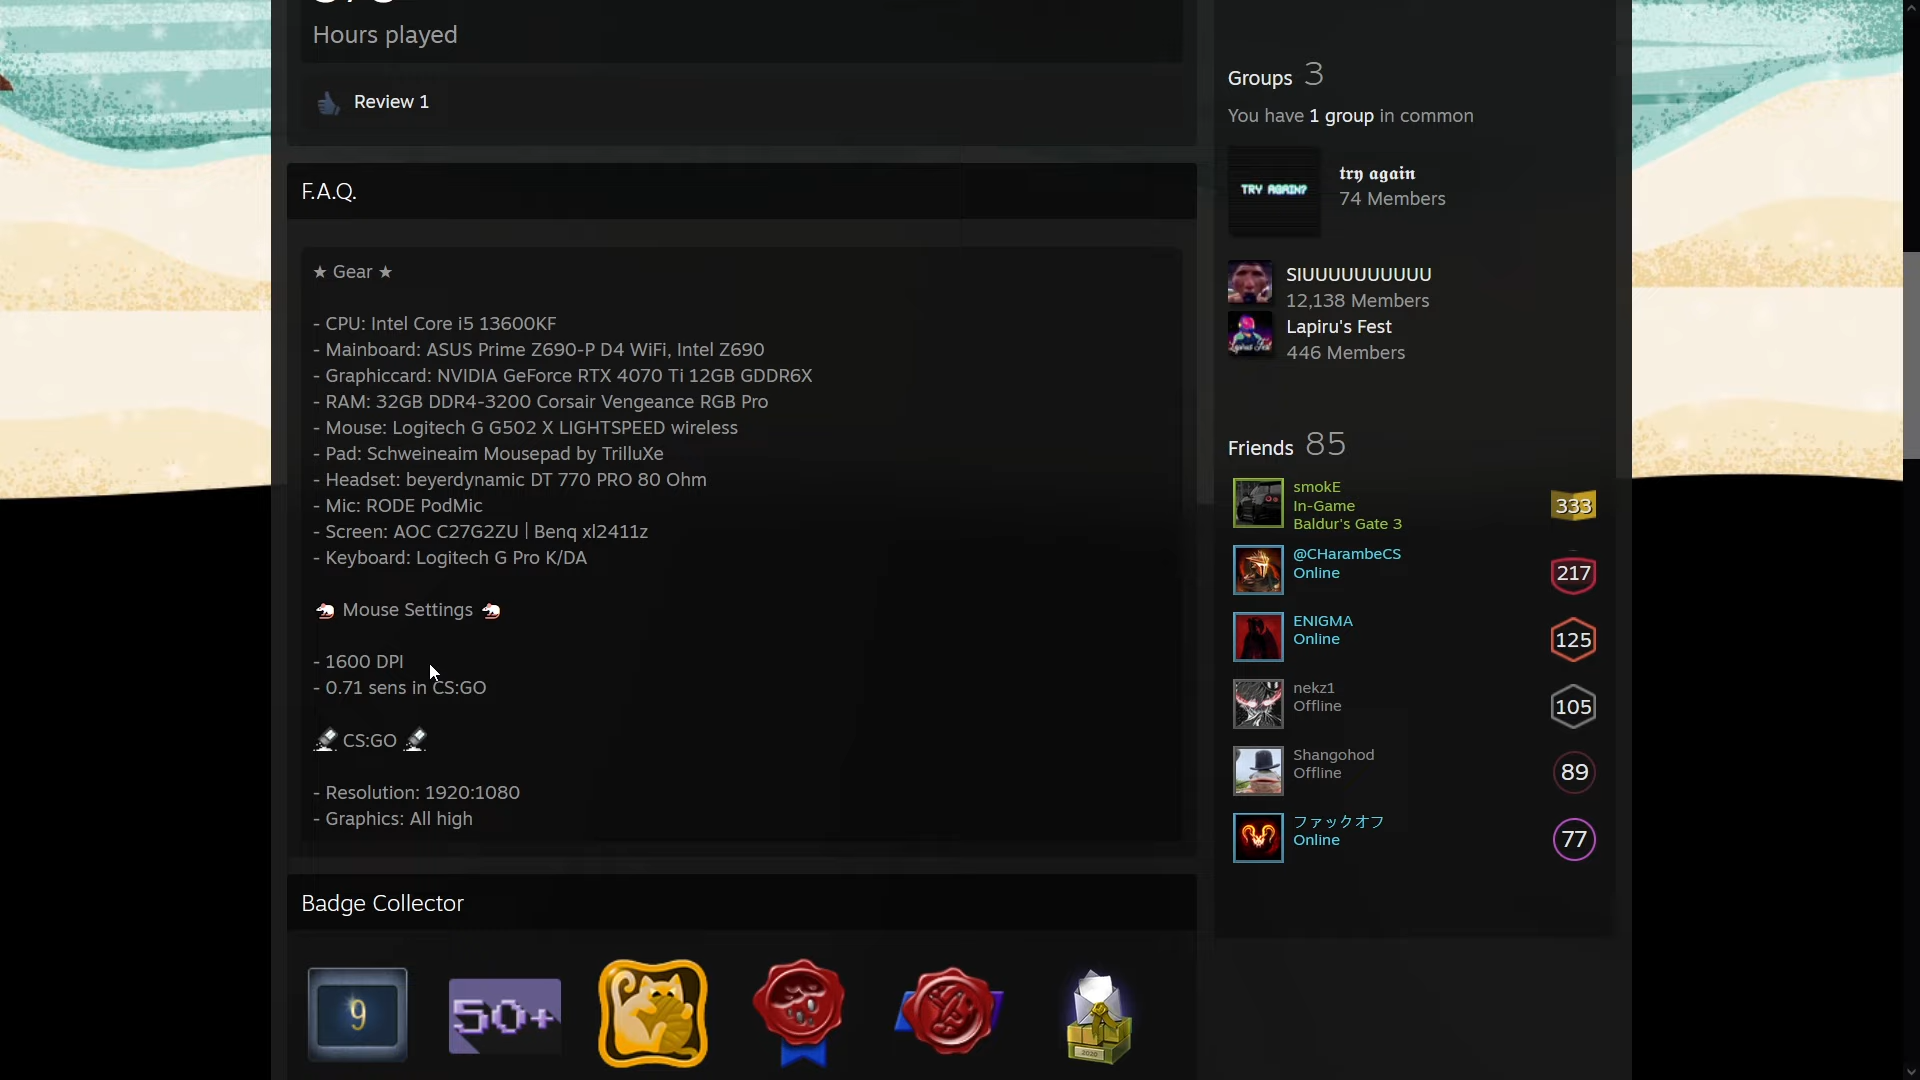 Hours played
Review 1
F.A.Q.
★ Gear ★
- CPU: Intel Core i5 13600KF
- Mainboard: ASUS Prime Z690-P D4 WiFi, Intel Z690
- Graphiccard: NVIDIA GeForce RTX 4070 Ti 12GB GDDR6X
- RAM: 32GB DDR4-3200 Corsair Vengeance RGB Pro
- Mouse: Logitech G G502 X LIGHTSPEED wireless
- Pad: Schweineaim Mousepad by TrilluXe
- Headset: beyerdynamic DT 770 PRO 80 Ohm
- Mic: RODE PodMic
- Screen: AOC C27G2ZU | Benq xl2411z
- Keyboard: Logitech G Pro K/DA
🐁 Mouse Settings 🐁
- 1600 DPI
- 0.71 sens in CS:GO
CS:GO
- Resolution: 1920:1080
- Graphics: All high
Badge Collector
9
50+
2020
Groups 3
You have 1 group in common
TRY AGAIN?
𝖙𝖗𝖞 𝖆𝖌𝖆𝖎𝖓
74 Members
SIUUUUUUUUUU
12,138 Members
Lapiru's Fest
446 Members
Friends 85
smokE
In-Game
Baldur's Gate 3
333
@CHarambeCS
Online
217
ENIGMA
Online
125
nekz1
Offline
105
Shangohod
Offline
89
ファックオフ
Online
77